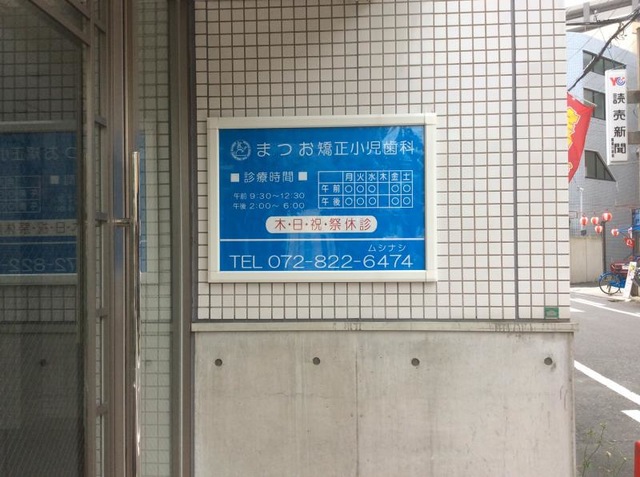 まつお矯正小児歯科
■診療時間■
午前 9:30~12:30
午後 2:00~ 6:00
月火水木金土
午前 ○○○ ○○
午後 ○○○ ○○
木・日・祝・祭休診
ムシナシ
TEL 072-822-6474
YC
読売新聞